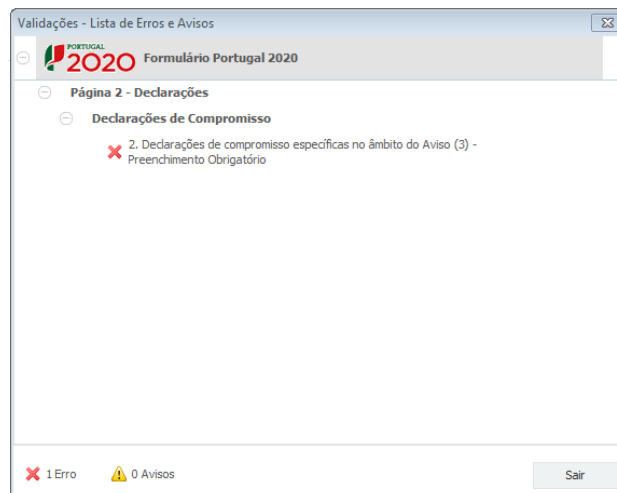 Validações - Lista de Erros e Avisos
PORTUGAL
2020
Formulário Portugal 2020
Página 2 - Declarações
Declarações de Compromisso
2. Declarações de compromisso específicas no âmbito do Aviso (3) -
Preenchimento Obrigatório
1 Erro
0 Avisos
Sair